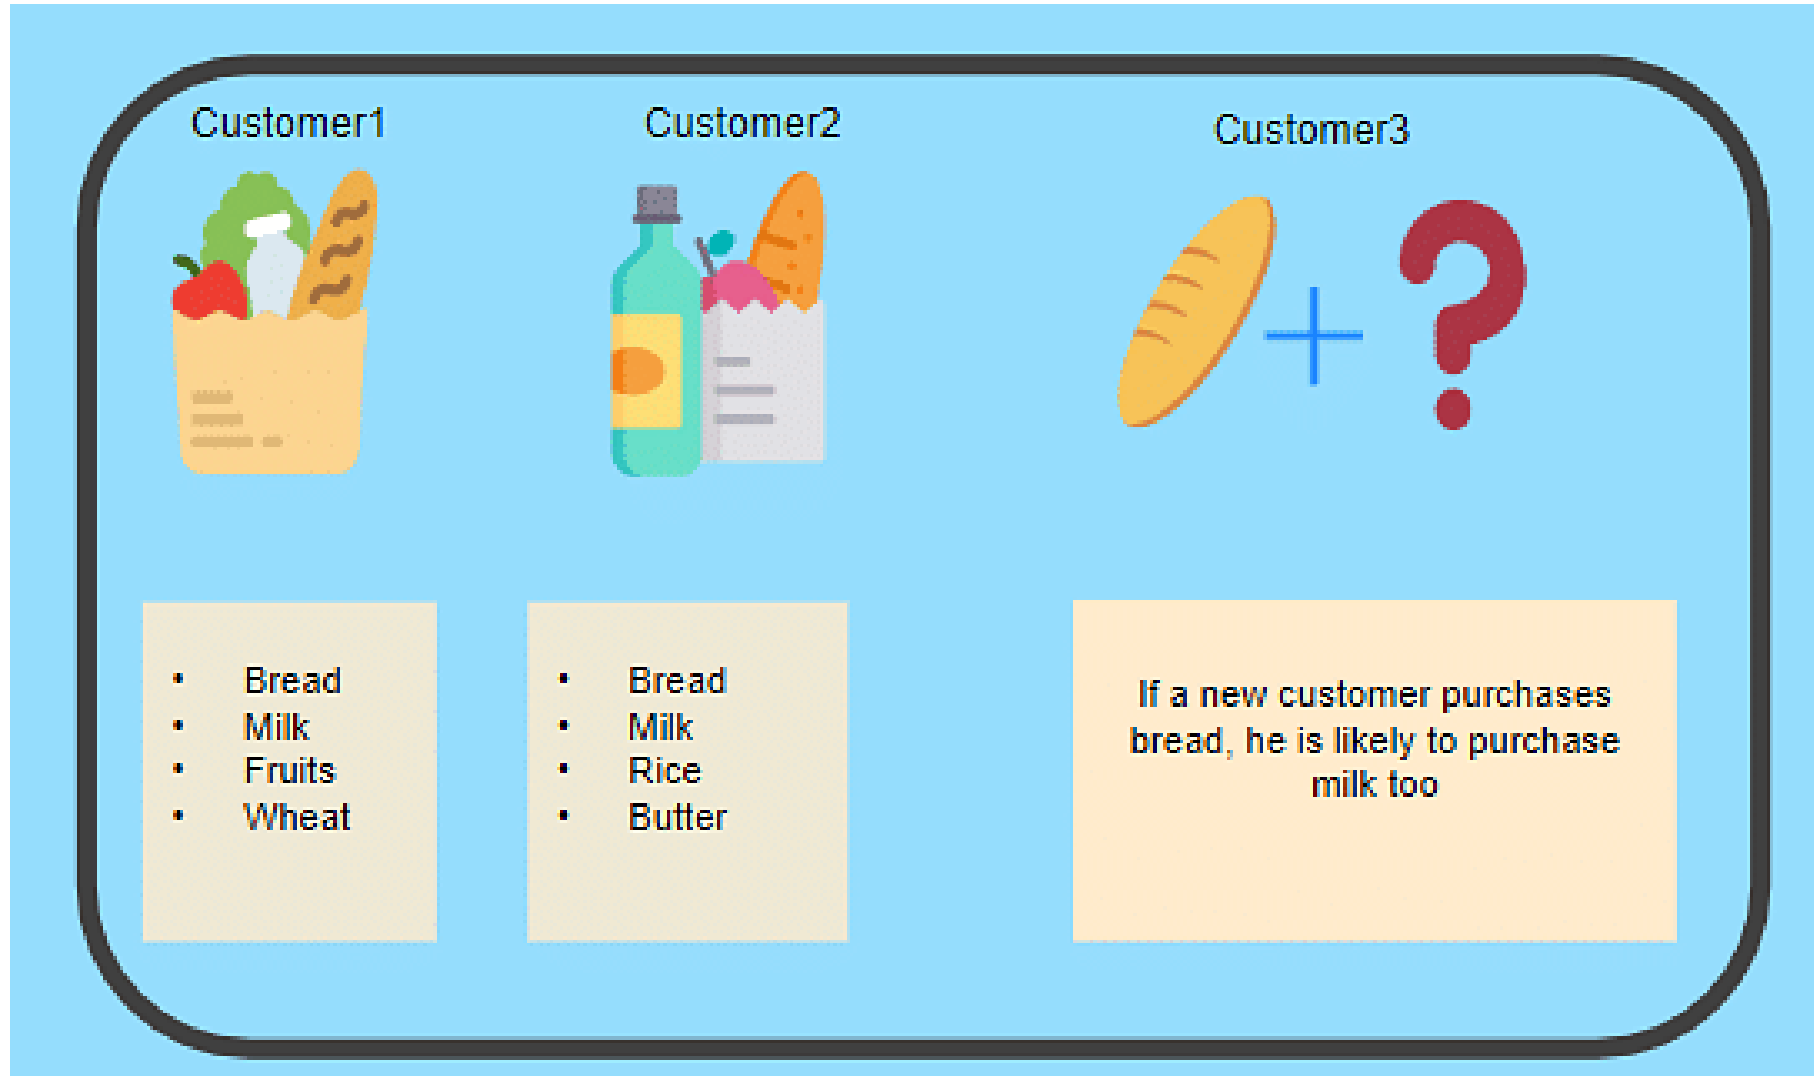 Customer1
Customer2
Customer3
• Bread
• Milk
• Fruits
• Wheat
• Bread
• Milk
• Rice
• Butter
If a new customer purchases
bread, he is likely to purchase
milk too